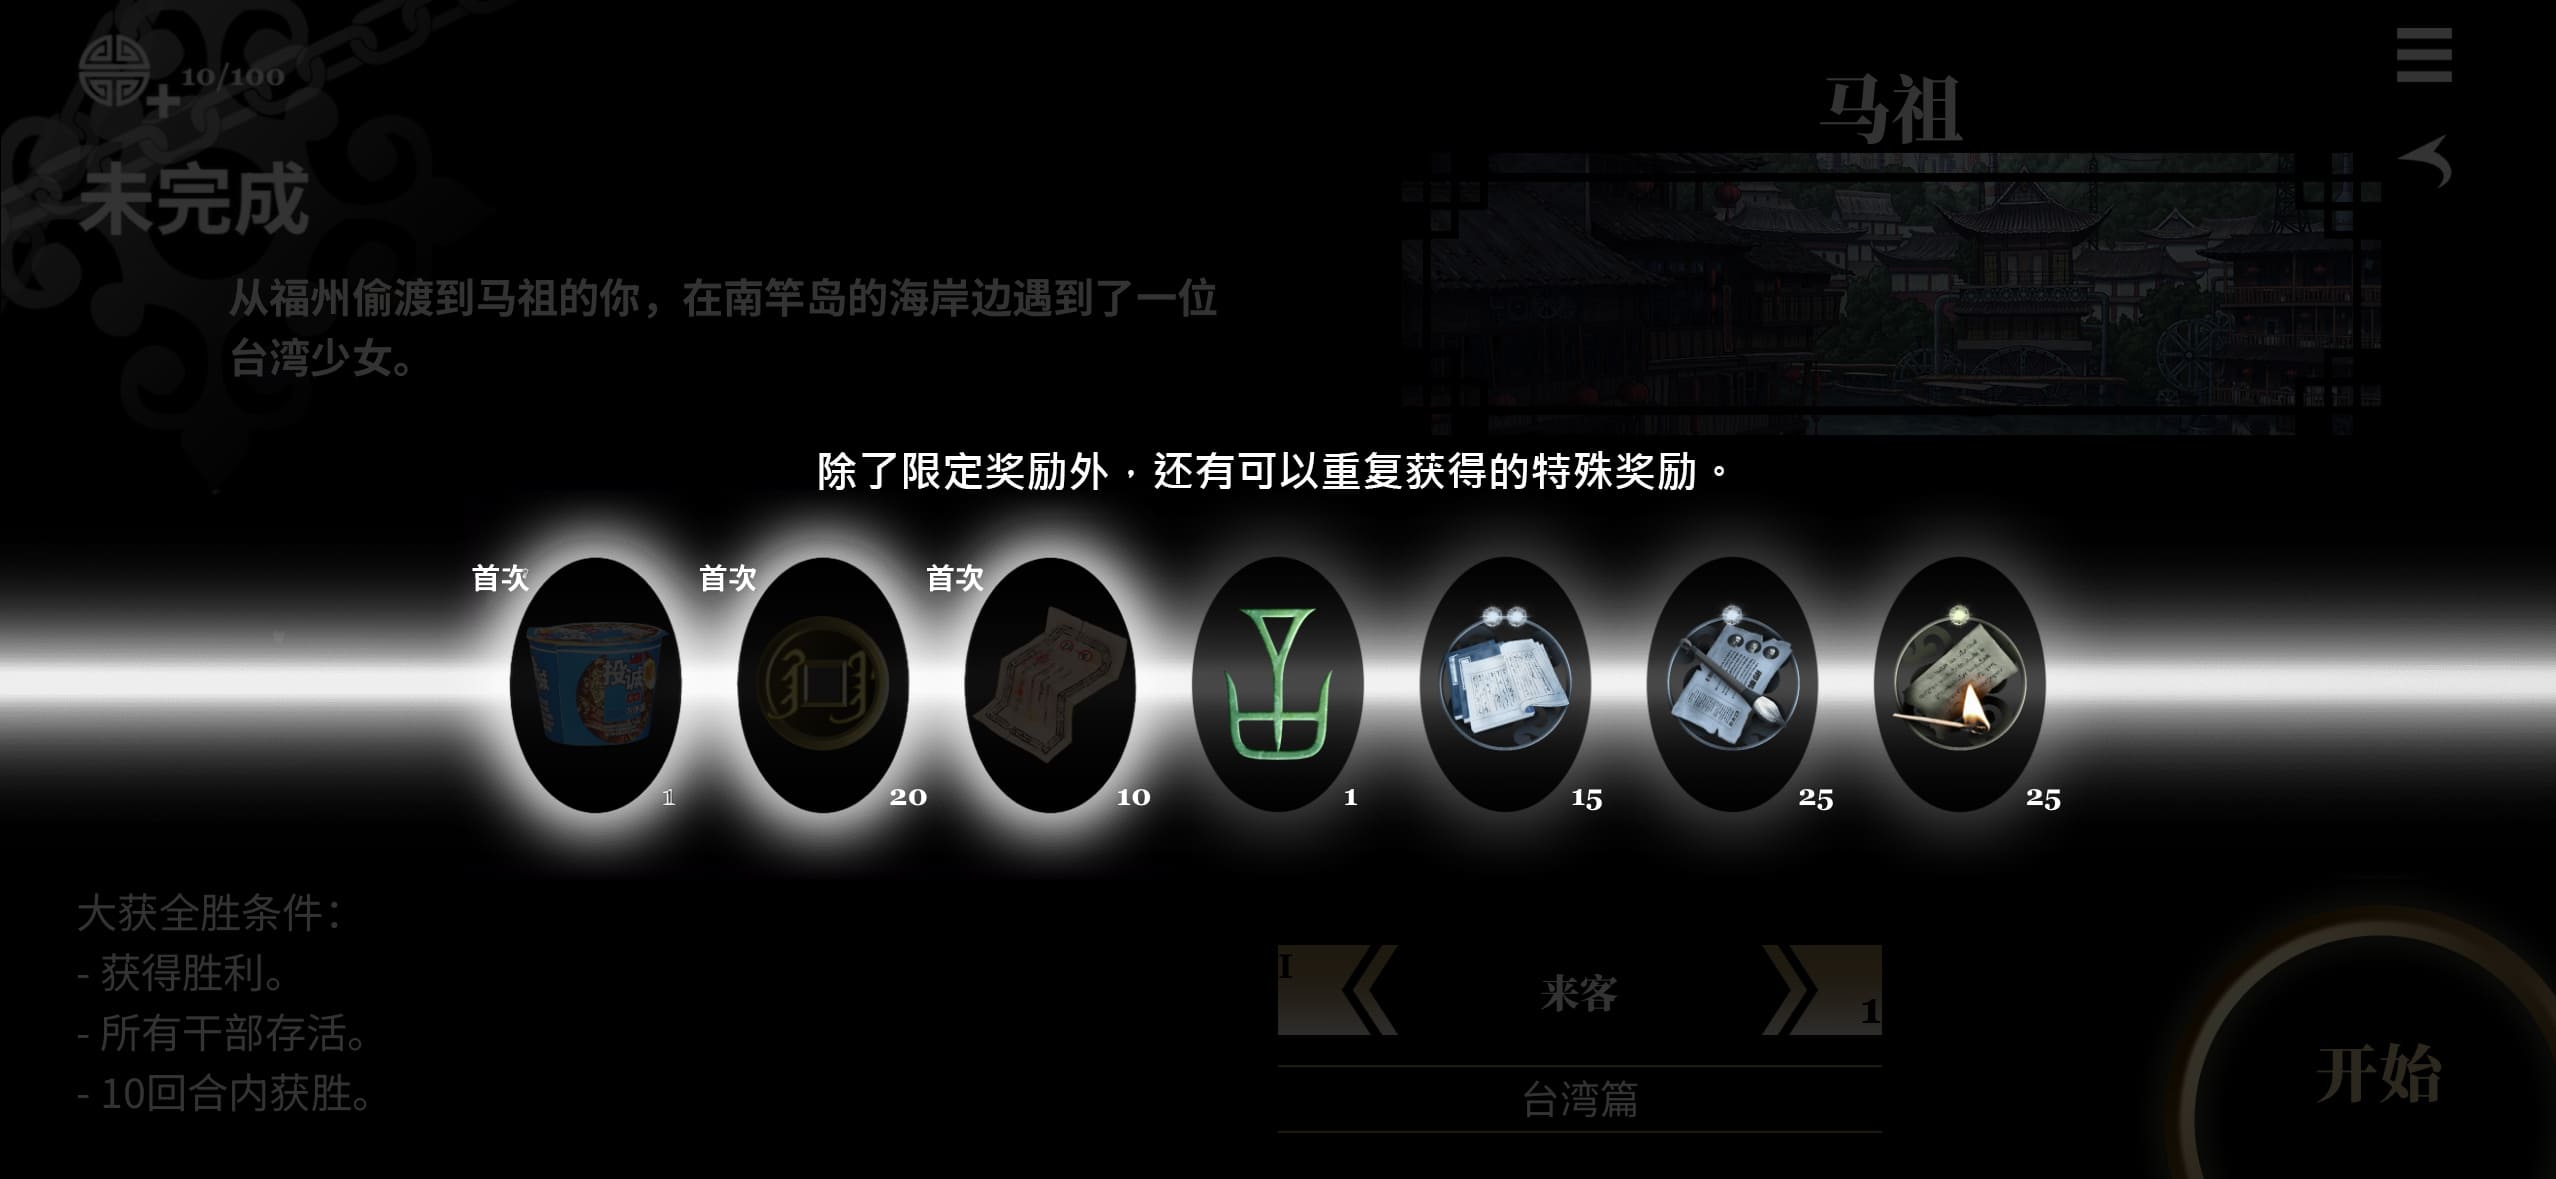 10/100
马祖
未完成
从福州偷渡到马祖的你，在南竿岛的海岸边遇到了一位
台湾少女。
除了限定奖励外，还有可以重复获得的特殊奖励。
首次
首次
首次
投诚
1
20
10
1
15
25
25
大获全胜条件：
- 获得胜利。
- 所有干部存活。
- 10回合内获胜。
I
来客
1
台湾篇
开始